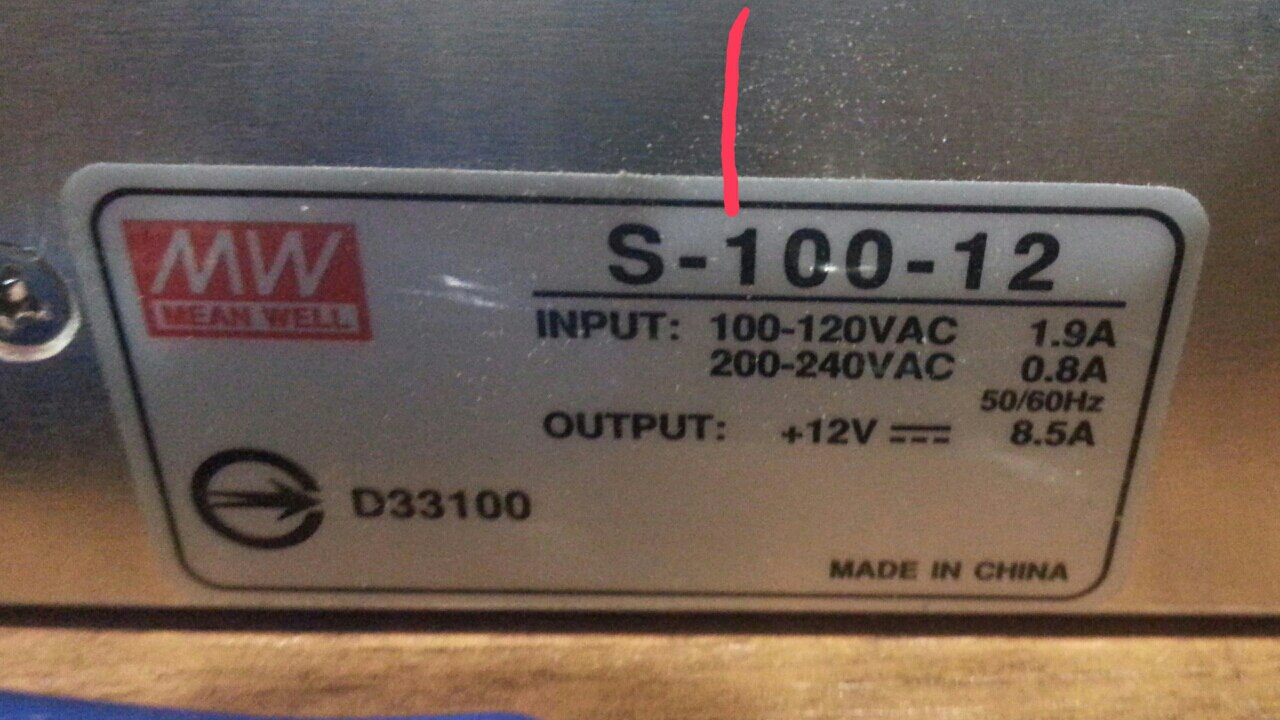 MW
MEAN WELL
S-100-12
INPUT: 100-120VAC 1.9A
200-240VAC 0.8A
50/60Hz
OUTPUT: +12V 8.5A
D33100
MADE IN CHINA